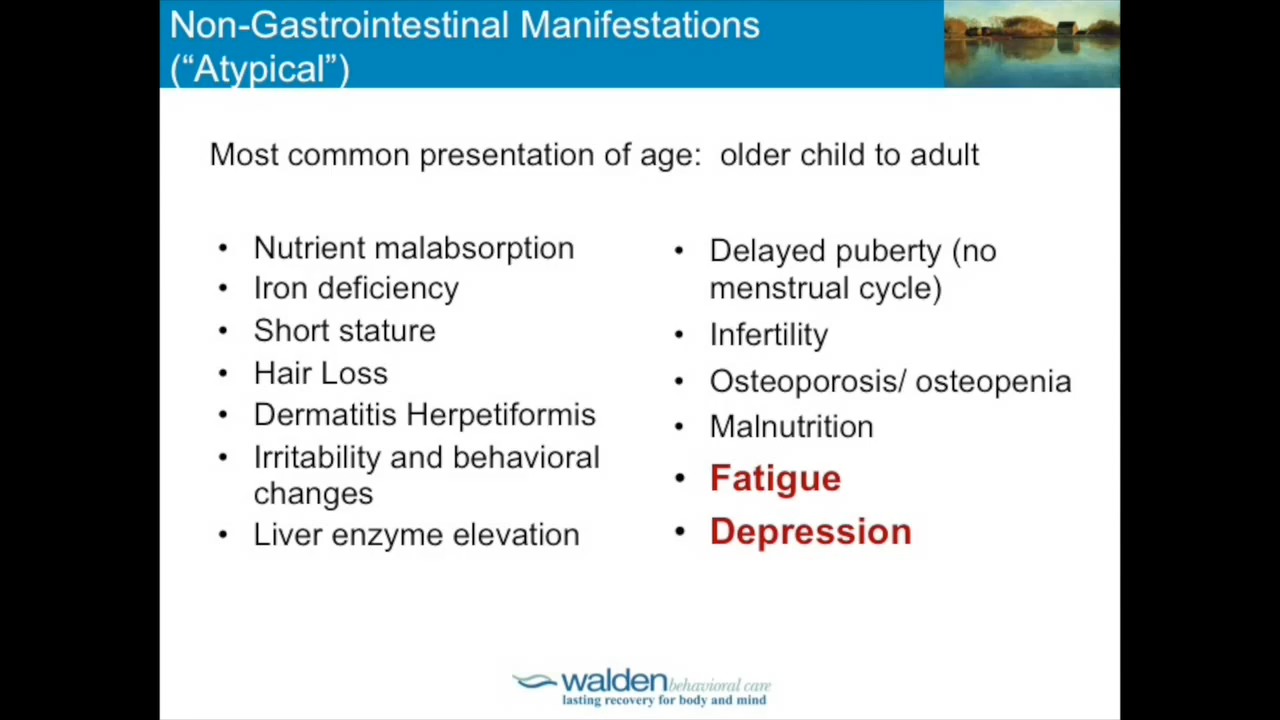 Non-Gastrointestinal Manifestations
(“Atypical”)
Most common presentation of age: older child to adult
• Nutrient malabsorption
• Iron deficiency
• Short stature
• Hair Loss
• Dermatitis Herpetiformis
• Irritability and behavioral
changes
• Liver enzyme elevation
• Delayed puberty (no
menstrual cycle)
• Infertility
• Osteoporosis/ osteopenia
• Malnutrition
• Fatigue
• Depression
walden behavioral care
lasting recovery for body and mind